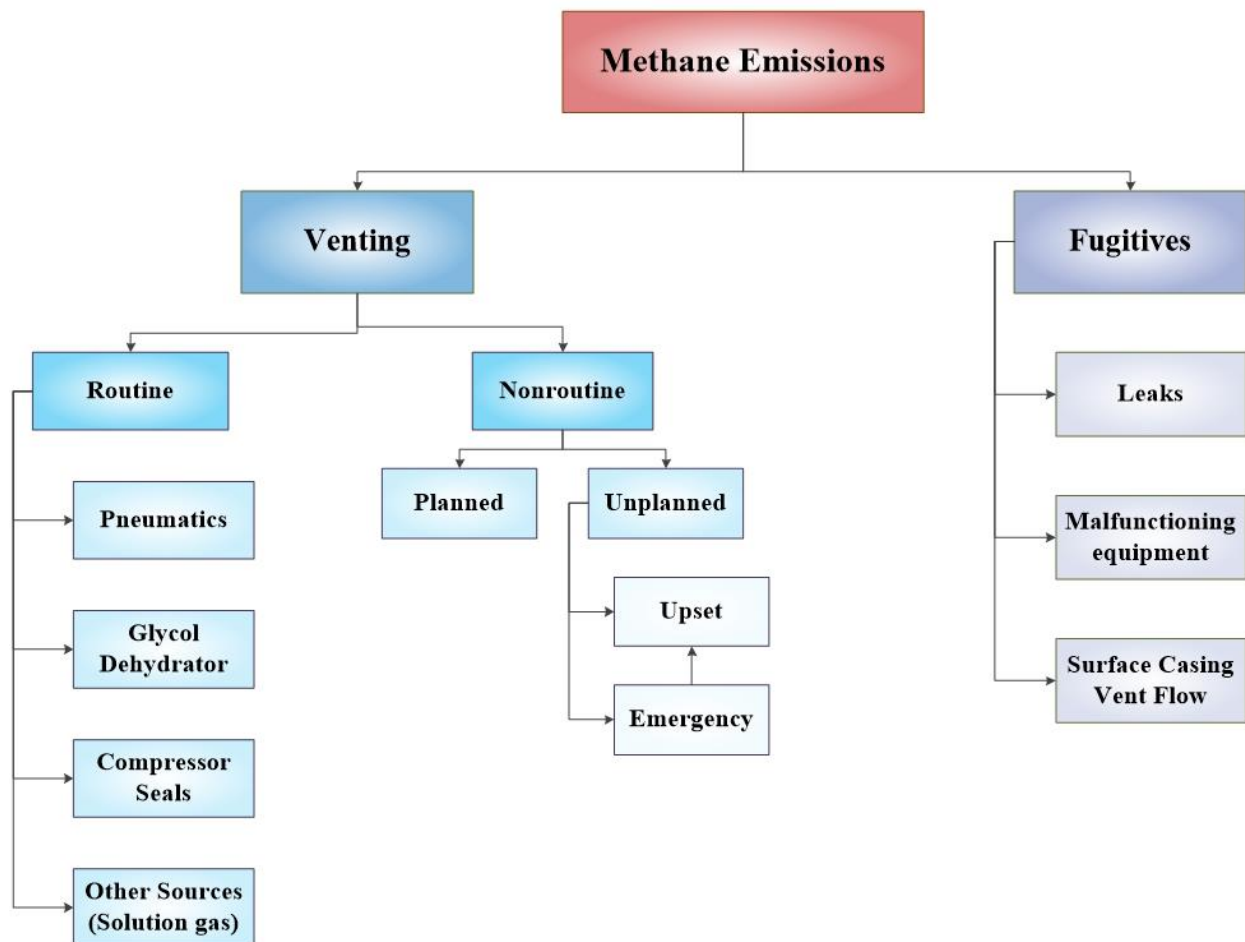 Methane Emissions
Venting
Fugitives
Routine
Nonroutine
Leaks
Planned
Unplanned
Pneumatics
Malfunctioning
equipment
Upset
Glycol
Dehydrator
Surface Casing
Vent Flow
Emergency
Compressor
Seals
Other Sources
(Solution gas)